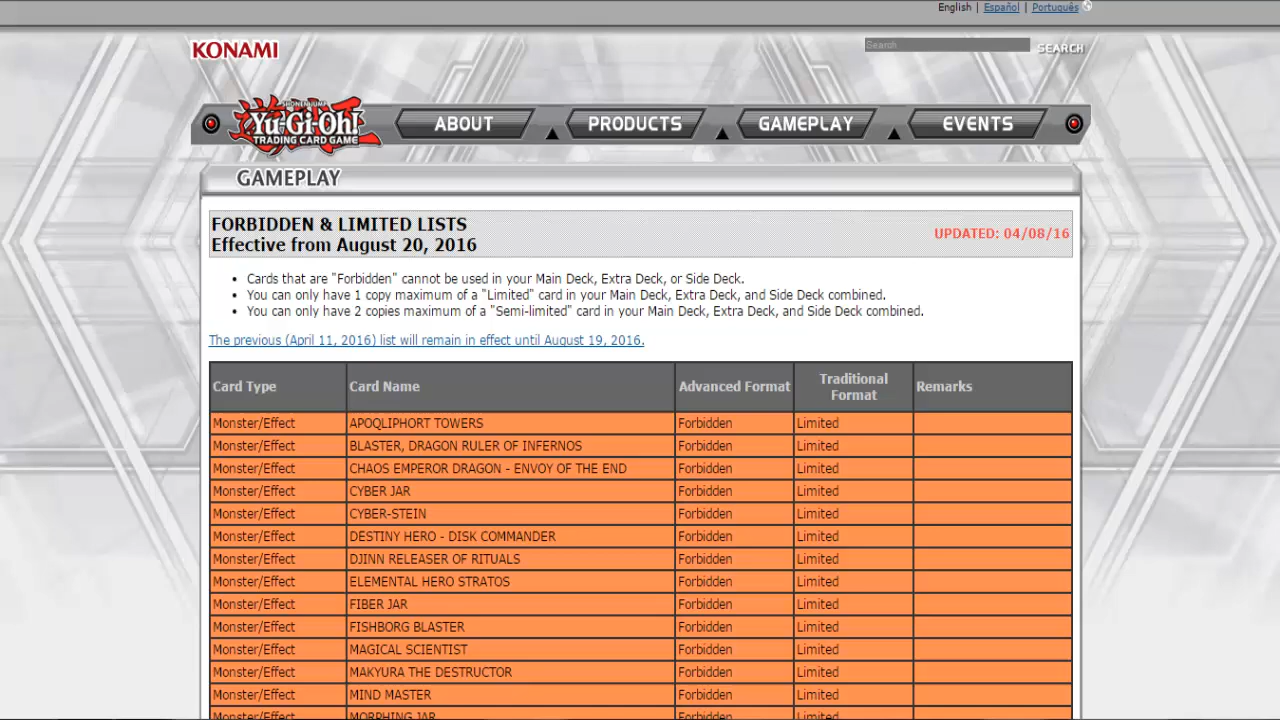 English | Español | Português
KONAMI
Search SEARCH
SHONEN JUMP
Yu-Gi-Oh!
TRADING CARD GAME
ABOUT PRODUCTS GAMEPLAY EVENTS
GAMEPLAY
FORBIDDEN & LIMITED LISTS
Effective from August 20, 2016
UPDATED: 04/08/16
• Cards that are "Forbidden" cannot be used in your Main Deck, Extra Deck, or Side Deck.
• You can only have 1 copy maximum of a "Limited" card in your Main Deck, Extra Deck, and Side Deck combined.
• You can only have 2 copies maximum of a "Semi-limited" card in your Main Deck, Extra Deck, and Side Deck combined.
The previous (April 11, 2016) list will remain in effect until August 19, 2016.
Card Type Card Name Advanced Format Traditional Format Remarks
Monster/Effect APOQLIPHORT TOWERS Forbidden Limited
Monster/Effect BLASTER, DRAGON RULER OF INFERNOS Forbidden Limited
Monster/Effect CHAOS EMPEROR DRAGON - ENVOY OF THE END Forbidden Limited
Monster/Effect CYBER JAR Forbidden Limited
Monster/Effect CYBER-STEIN Forbidden Limited
Monster/Effect DESTINY HERO - DISK COMMANDER Forbidden Limited
Monster/Effect DJINN RELEASER OF RITUALS Forbidden Limited
Monster/Effect ELEMENTAL HERO STRATOS Forbidden Limited
Monster/Effect FIBER JAR Forbidden Limited
Monster/Effect FISHBORG BLASTER Forbidden Limited
Monster/Effect MAGICAL SCIENTIST Forbidden Limited
Monster/Effect MAKYURA THE DESTRUCTOR Forbidden Limited
Monster/Effect MIND MASTER Forbidden Limited
Monster/Effect MORPHING JAR Forbidden Limited